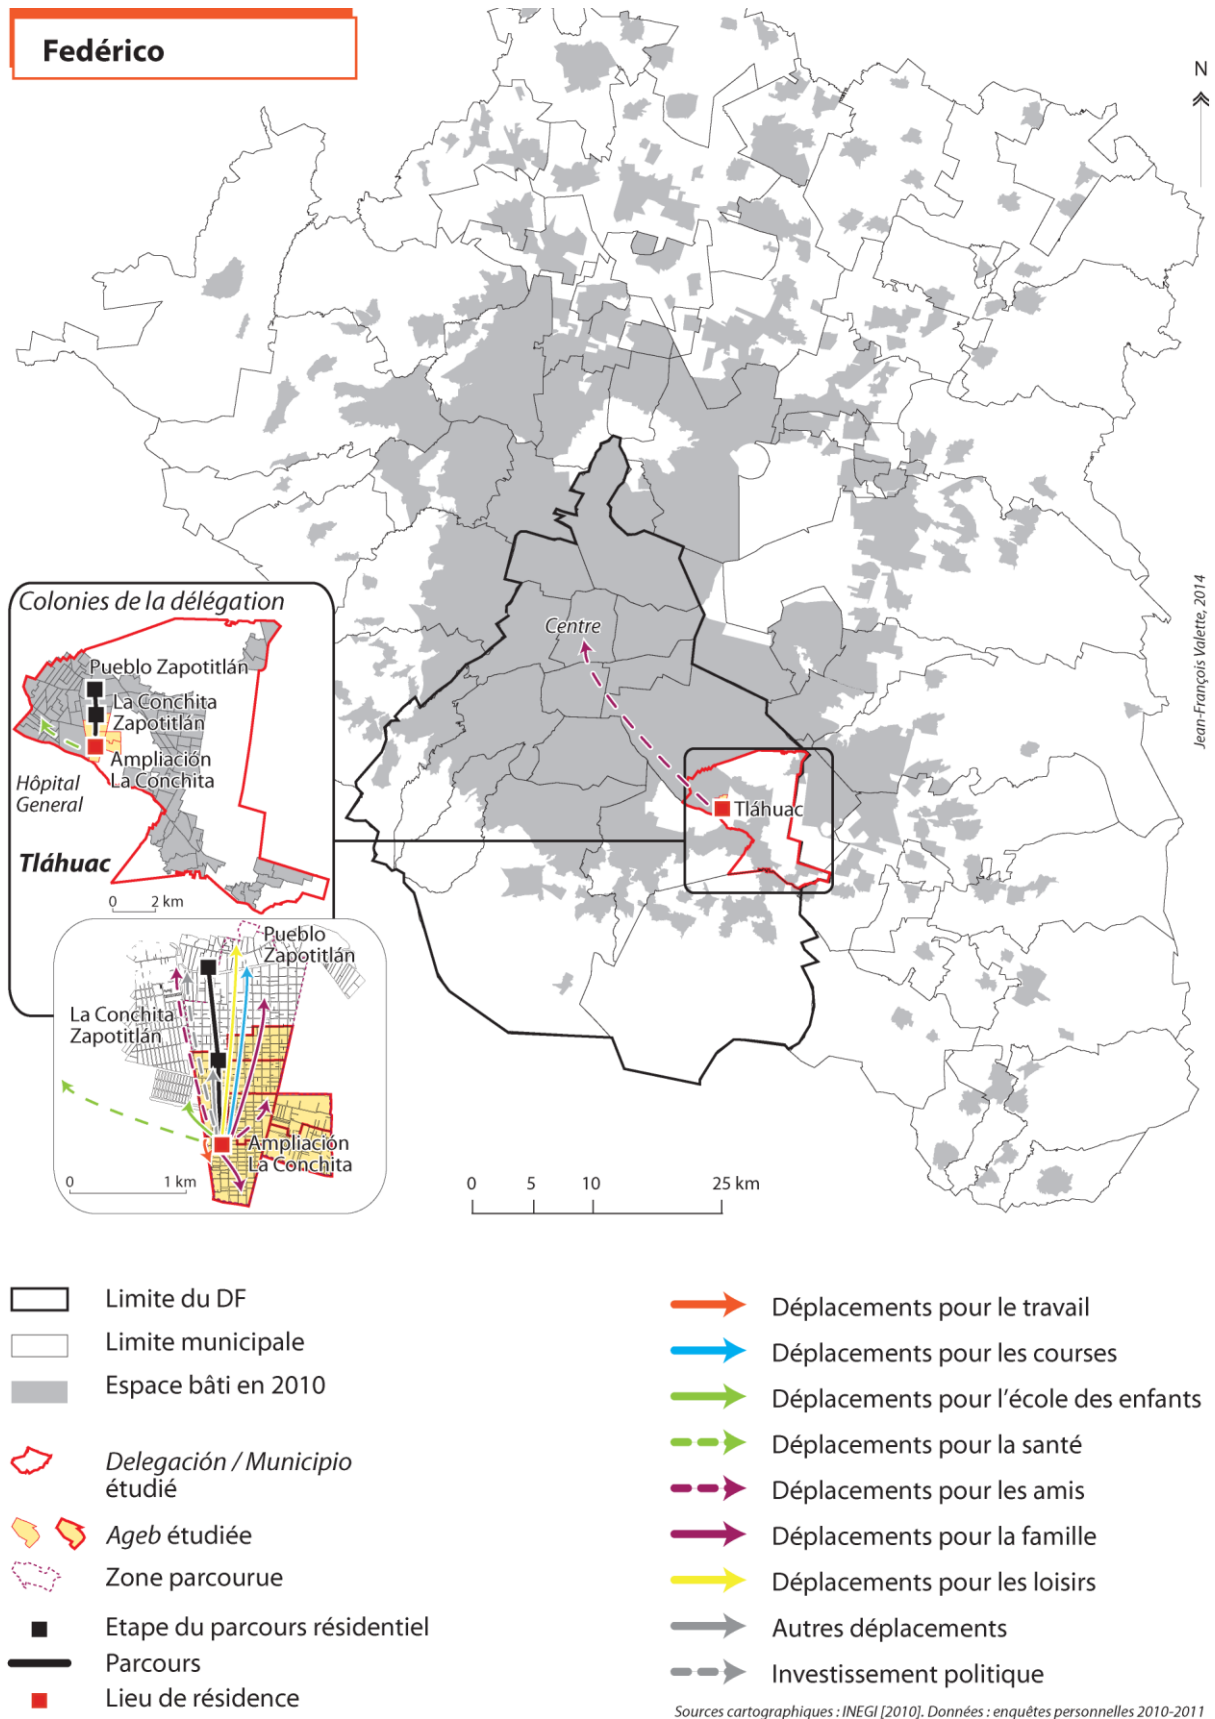 Fedérico
N
Centre
Tláhuac
Jean-François Valette, 2014
Colonies de la délégation
Pueblo Zapotitlán
La Conchita
Zapotitlán
Ampliación
La Conchita
Hôpital
General
Tláhuac
0 2 km
Pueblo
Zapotitlán
La Conchita
Zapotitlán
Ampliación
La Conchita
0 1 km
0 5 10 25 km
Limite du DF
Limite municipale
Espace bâti en 2010
Delegación / Municipio
étudié
Ageb étudiée
Zone parcourue
Etape du parcours résidentiel
Parcours
Lieu de résidence
Déplacements pour le travail
Déplacements pour les courses
Déplacements pour l'école des enfants
Déplacements pour la santé
Déplacements pour les amis
Déplacements pour la famille
Déplacements pour les loisirs
Autres déplacements
Investissement politique
Sources cartographiques : INEGI [2010]. Données : enquêtes personnelles 2010-2011